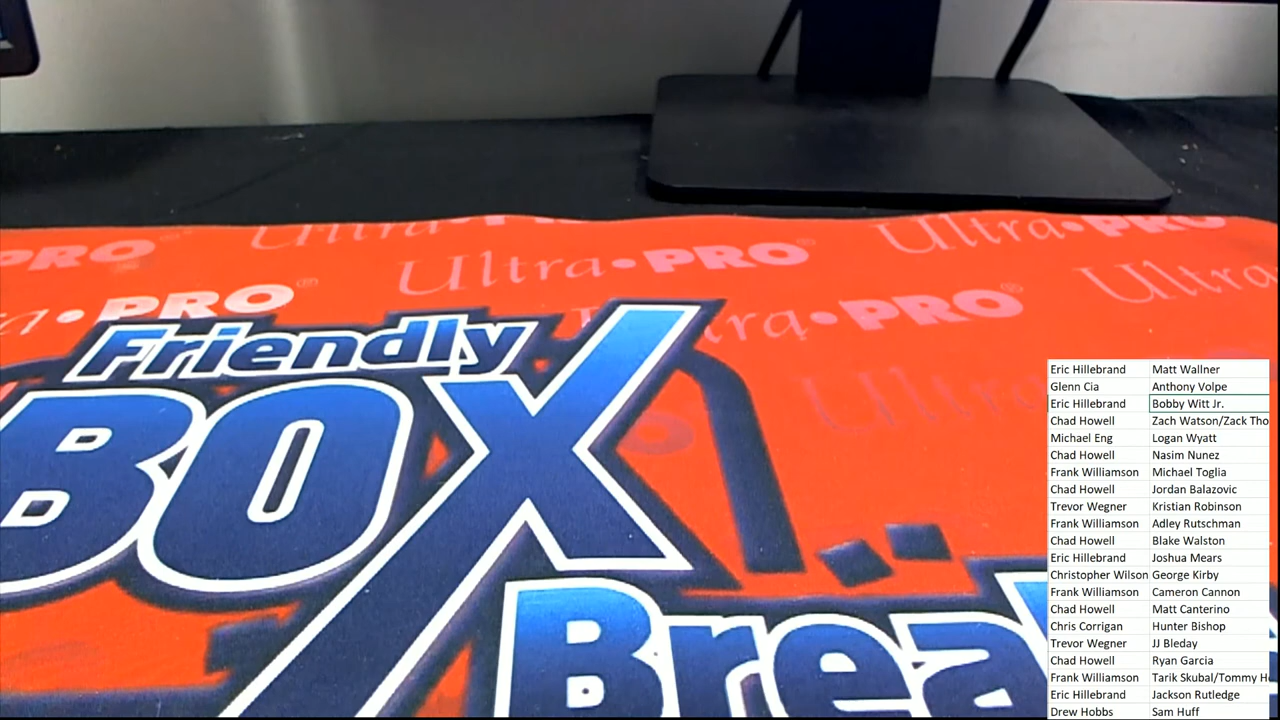 Ultra PRO
PRO®
Ultra•PRO®
Ultra•PRO
Ultra
PRO®
PRO®
Ultra
Friendly
BOX
Brea
Eric Hillebrand Matt Wallner
Glenn Cia Anthony Volpe
Eric Hillebrand Bobby Witt Jr.
Chad Howell Zach Watson/Zack Tho
Michael Eng Logan Wyatt
Chad Howell Nasim Nunez
Frank Williamson Michael Toglia
Chad Howell Jordan Balazovic
Trevor Wegner Kristian Robinson
Frank Williamson Adley Rutschman
Chad Howell Blake Walston
Eric Hillebrand Joshua Mears
Christopher Wilson George Kirby
Frank Williamson Cameron Cannon
Chad Howell Matt Canterino
Chris Corrigan Hunter Bishop
Trevor Wegner JJ Bleday
Chad Howell Ryan Garcia
Frank Williamson Tarik Skubal/Tommy H
Eric Hillebrand Jackson Rutledge
Drew Hobbs Sam Huff